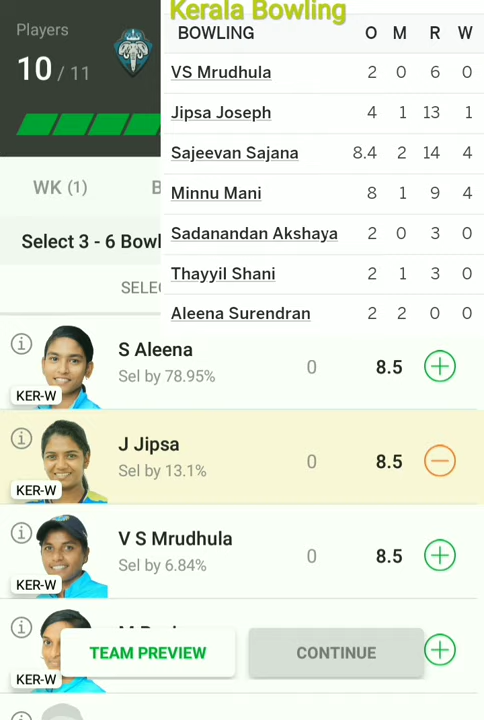 Players
10 / 11
Kerala Bowling
BOWLING O M R W
VS Mrudhula 2 0 6 0
Jipsa Joseph 4 1 13 1
Sajeevan Sajana 8.4 2 14 4
Minnu Mani 8 1 9 4
Sadanandan Akshaya 2 0 3 0
Thayyil Shani 2 1 3 0
Aleena Surendran 2 2 0 0
WK (1)
Select 3 - 6 Bowl
SELE
S Aleena
Sel by 78.95%
0 8.5
KER-W
J Jipsa
Sel by 13.1%
0 8.5
KER-W
V S Mrudhula
Sel by 6.84%
0 8.5
KER-W
KER-W
TEAM PREVIEW CONTINUE